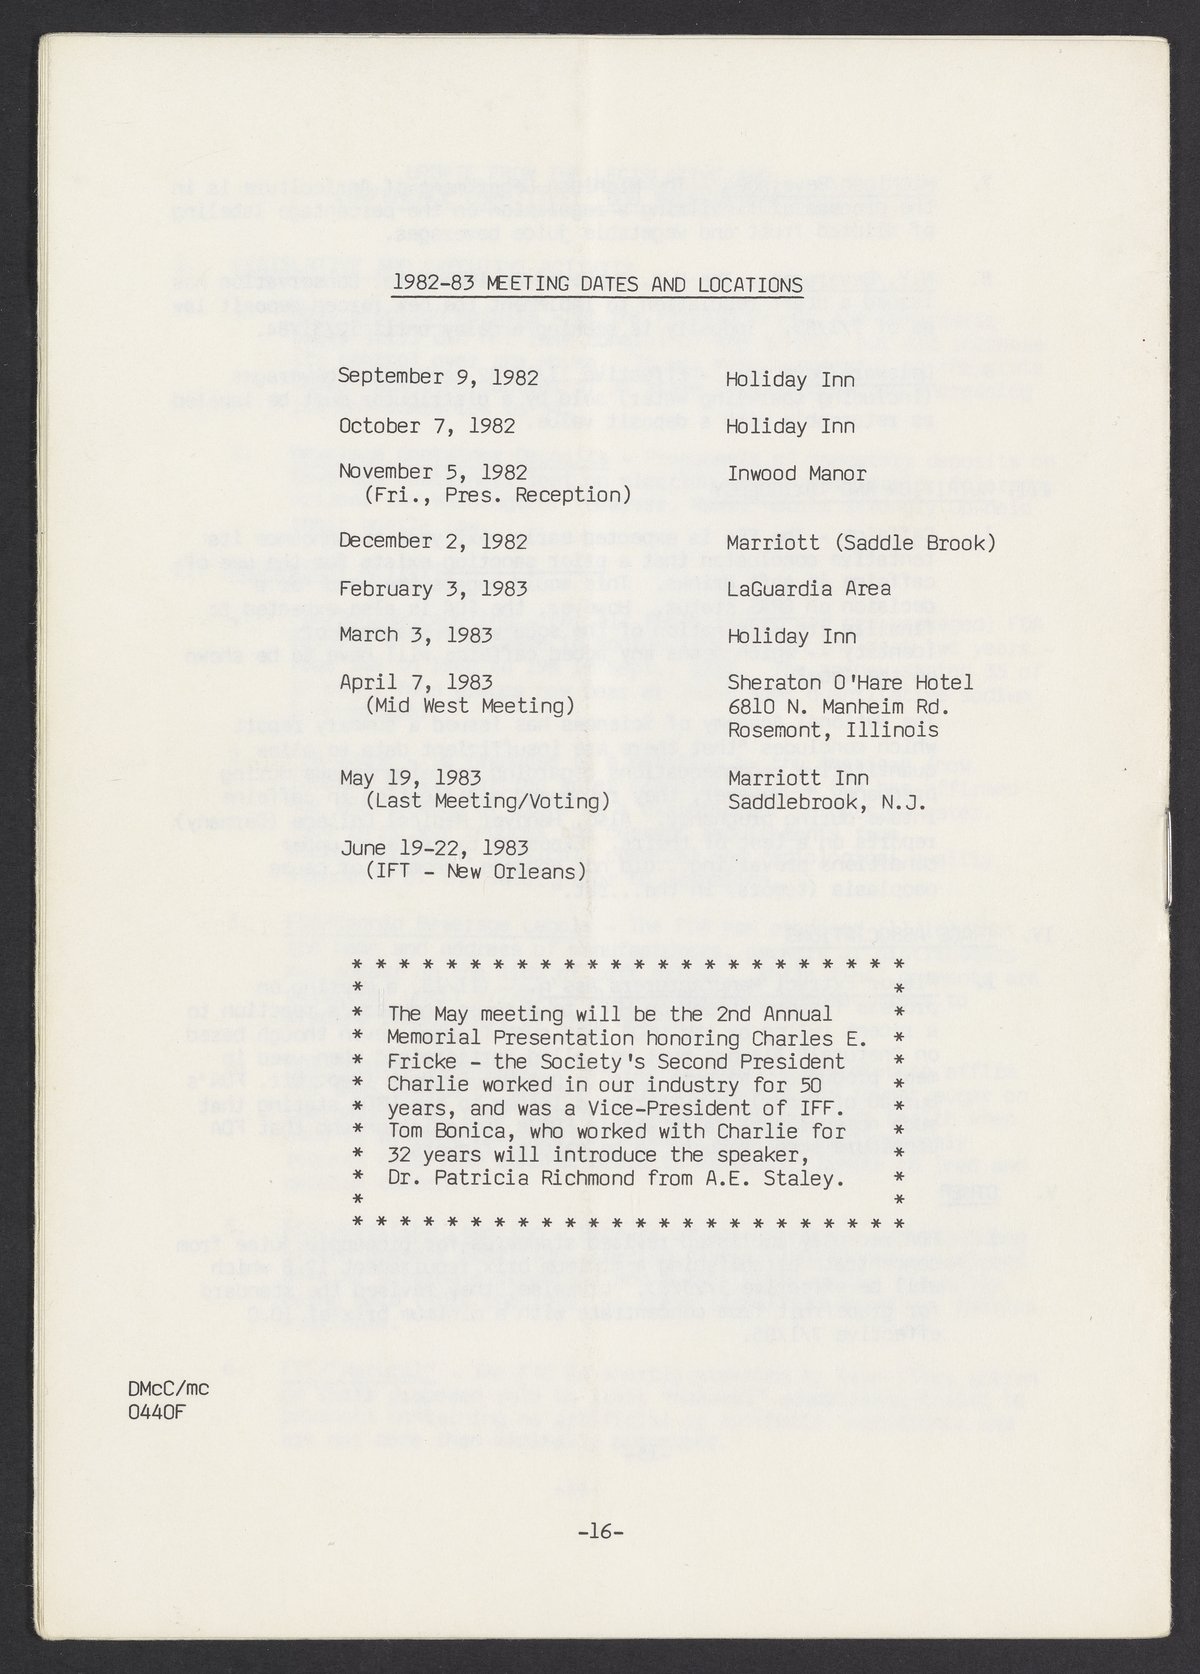 1982-83 MEETING DATES AND LOCATIONS
September 9, 1982 Holiday Inn
October 7, 1982 Holiday Inn
November 5, 1982 Inwood Manor
(Fri., Pres. Reception)
December 2, 1982 Marriott (Saddle Brook)
February 3, 1983 LaGuardia Area
March 3, 1983 Holiday Inn
April 7, 1983 Sheraton O'Hare Hotel
(Mid West Meeting) 6810 N. Manheim Rd.
Rosemont, Illinois
May 19, 1983 Marriott Inn
(Last Meeting/Voting) Saddlebrook, N.J.
June 19-22, 1983
(IFT - New Orleans)
* * * * * * * * * * * * * * * * * * * * * * * *
* *
* The May meeting will be the 2nd Annual *
* Memorial Presentation honoring Charles E. *
* Fricke - the Society's Second President *
* Charlie worked in our industry for 50 *
* years, and was a Vice-President of IFF. *
* Tom Bonica, who worked with Charlie for *
* 32 years will introduce the speaker, *
* Dr. Patricia Richmond from A.E. Staley. *
* *
* * * * * * * * * * * * * * * * * * * * * * * *
DMcC/mc
0440F
-16-